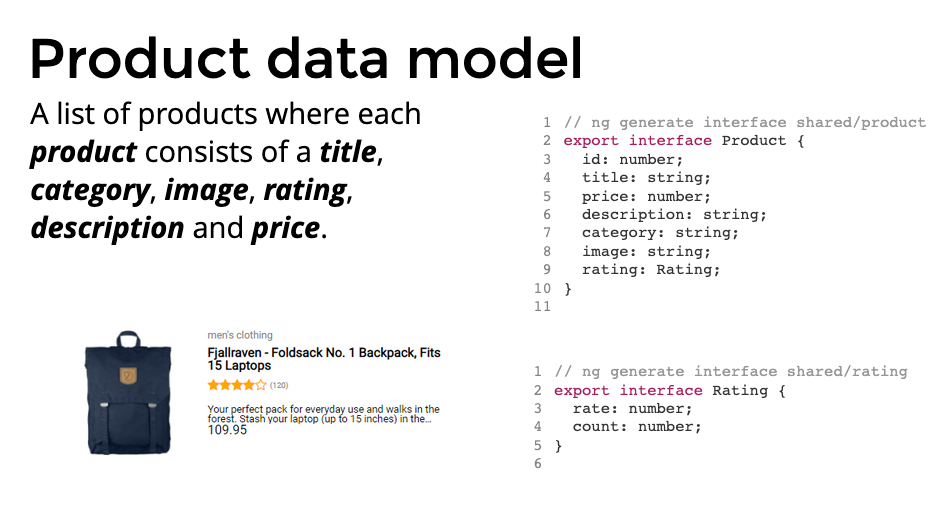 Product data model
A list of products where each
product consists of a title,
category, image, rating,
description and price.
1 // ng generate interface shared/product
2 export interface Product {
3   id: number;
4   title: string;
5   price: number;
6   description: string;
7   category: string;
8   image: string;
9   rating: Rating;
10 }
11
men's clothing
Fjallraven - Foldsack No. 1 Backpack, Fits
15 Laptops
(120)
Your perfect pack for everyday use and walks in the
forest. Stash your laptop (up to 15 inches) in the...
109.95
1 // ng generate interface shared/rating
2 export interface Rating {
3   rate: number;
4   count: number;
5 }
6